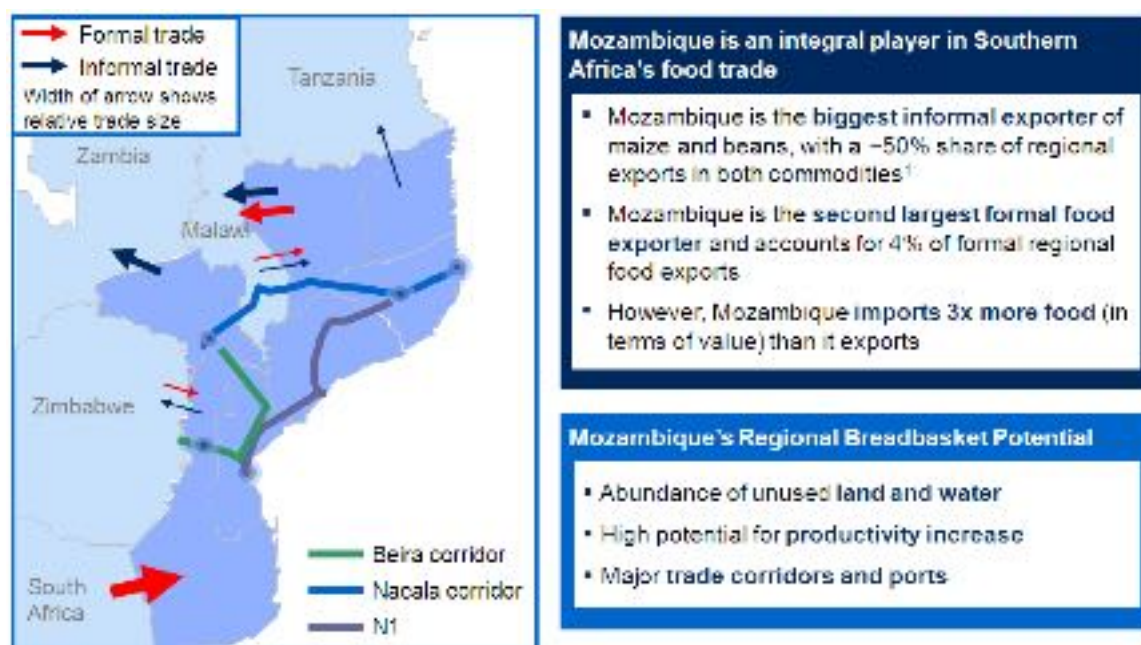 Formal trade
Informal trade
Width of arrow shows
relative trade size
Tanzania
Zambia
Malawi
Zimbabwe
South
Africa
Beira corridor
Nacala corridor
N1
Mozambique is an integral player in Southern
Africa's food trade
▪ Mozambique is the biggest informal exporter of
maize and beans, with a ~50% share of regional
exports in both commodities¹
▪ Mozambique is the second largest formal food
exporter and accounts for 4% of formal regional
food exports
▪ However, Mozambique imports 3x more food (in
terms of value) than it exports
Mozambique's Regional Breadbasket Potential
▪ Abundance of unused land and water
▪ High potential for productivity increase
▪ Major trade corridors and ports